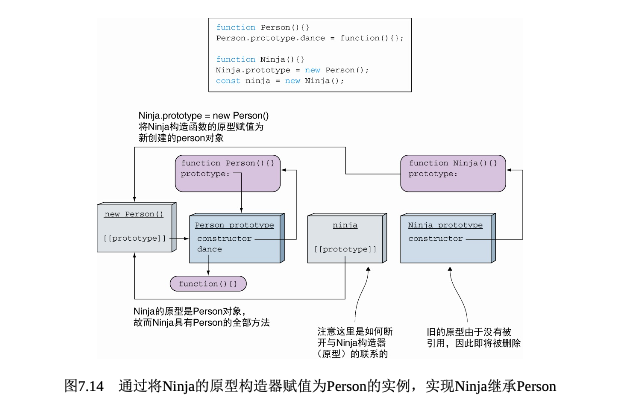 function Person(){}
Person.prototype.dance = function(){};
function Ninja(){}
Ninja.prototype = new Person();
const ninja = new Ninja();
Ninja.prototype = new Person()
将Ninja构造函数的原型赋值为
新创建的person对象
function Person(){}
prototype:
function Ninja(){}
prototype:
new Person()
[[prototype]]
Person prototype
constructor
dance
ninja
[[prototype]]
Ninja prototype
constructor
function(){}
Ninja的原型是Person对象，
故而Ninja具有Person的全部方法
注意这里是如何断
开与Ninja构造器
（原型）的联系的
旧的原型由于没有被
引用，因此即将被删除
图7.14 通过将Ninja的原型构造器赋值为Person的实例，实现Ninja继承Person